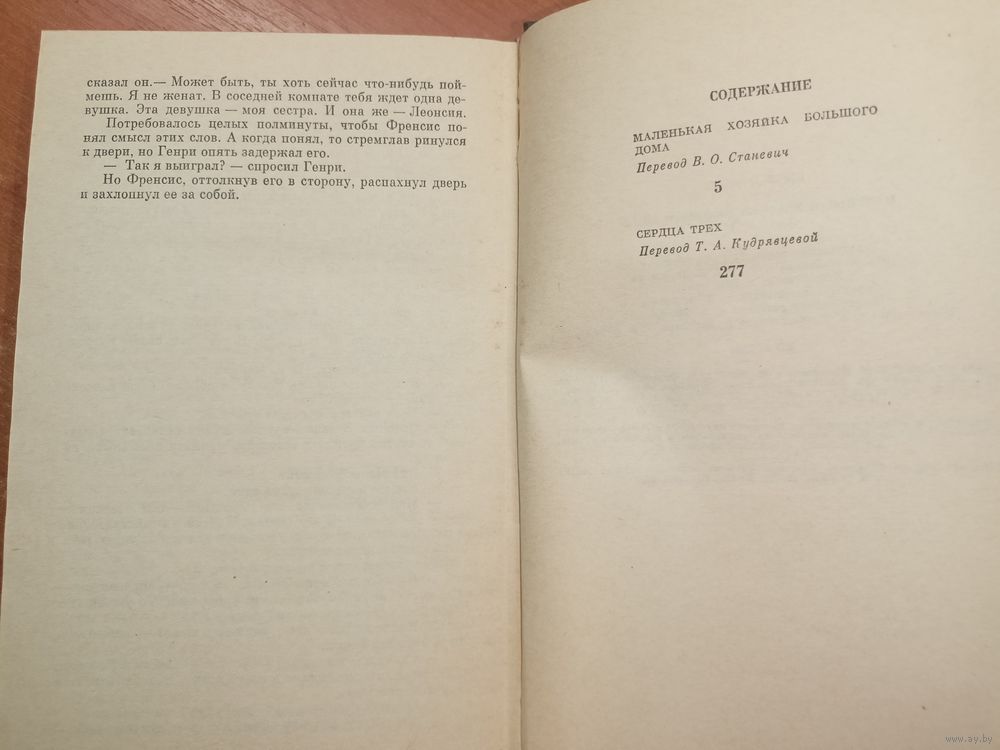 сказал он.— Может быть, ты хоть сейчас что-нибудь пой-
мешь. Я не женат. В соседней комнате тебя ждет одна де-
вушка. Эта девушка — моя сестра. И она же — Леонсия.
Потребовалось целых полминуты, чтобы Френсис по-
нял смысл этих слов. А когда понял, то стремглав ринулся
к двери, но Генри опять задержал его.
— Так я выиграл? — спросил Генри.
Но Френсис, оттолкнув его в сторону, распахнул дверь
и захлопнул ее за собой.
СОДЕРЖАНИЕ
МАЛЕНЬКАЯ ХОЗЯЙКА БОЛЬШОГО
ДОМА
Перевод В. О. Станевич
5
СЕРДЦА ТРЕХ
Перевод Т. А. Кудрявцевой
277
www.ay.by